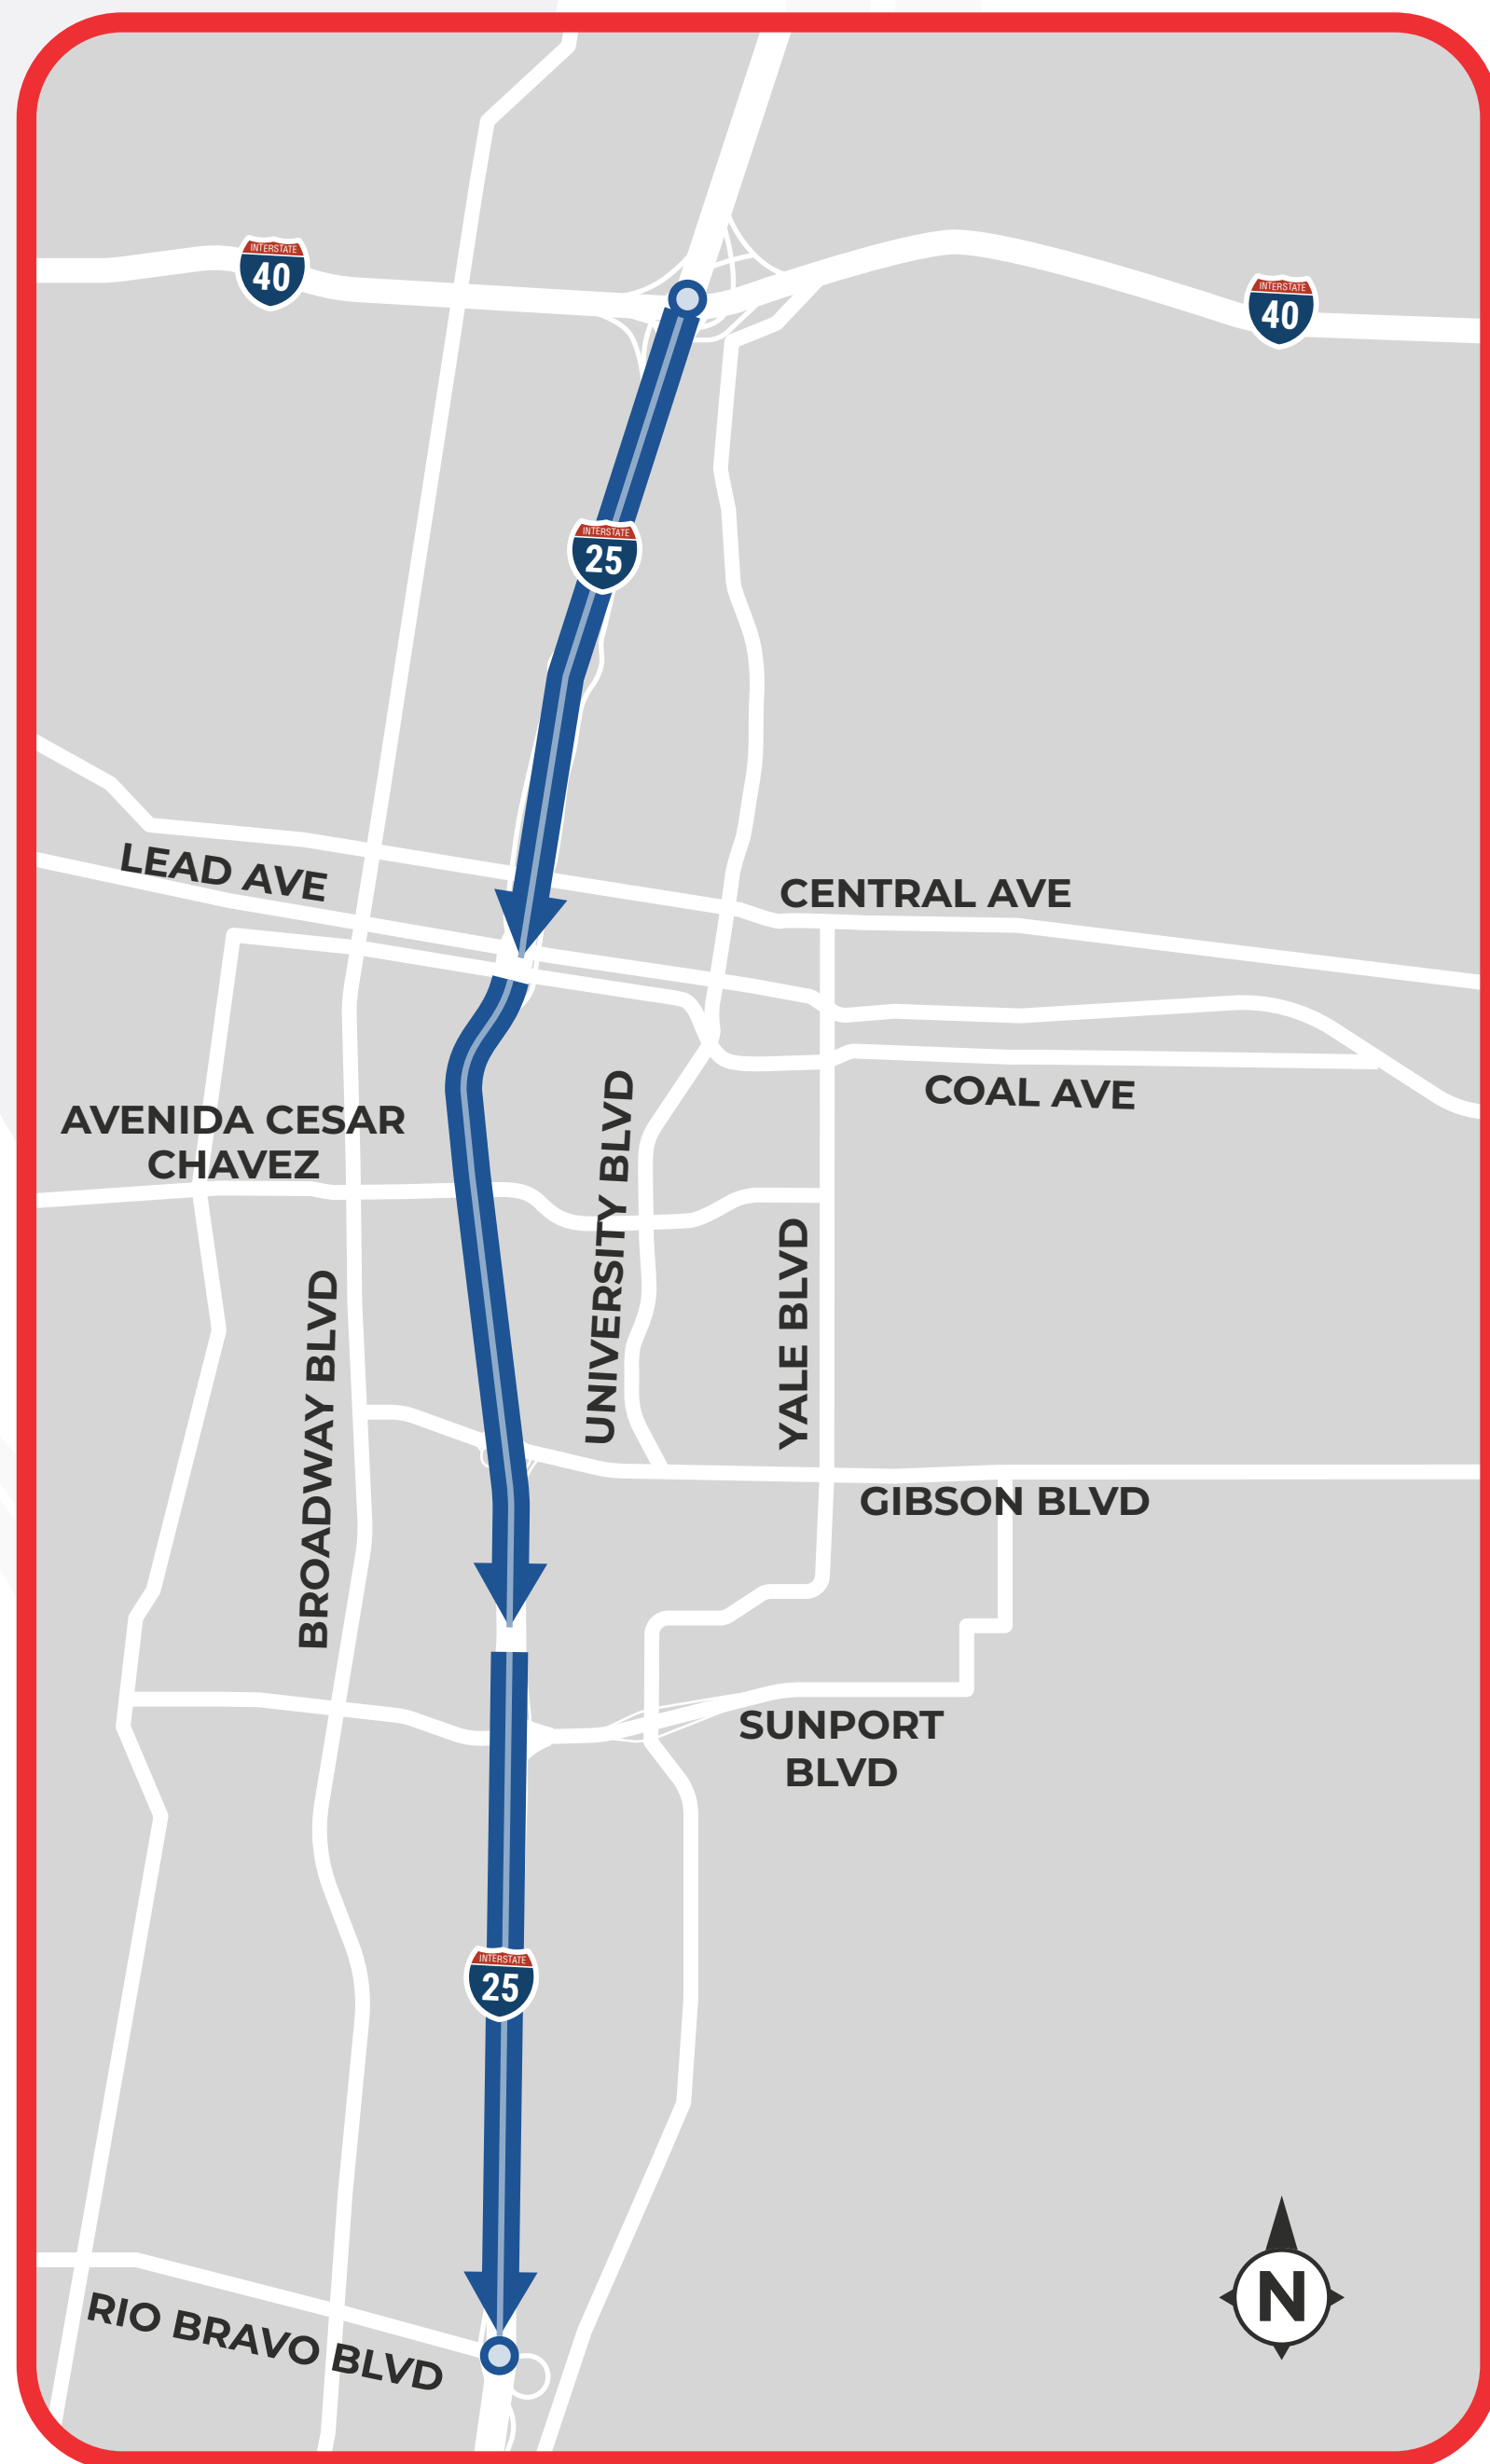 INTERSTATE
40
INTERSTATE
40
INTERSTATE
25
LEAD AVE
CENTRAL AVE
COAL AVE
AVENIDA CESAR
CHAVEZ
UNIVERSITY BLVD
YALE BLVD
BROADWAY BLVD
GIBSON BLVD
SUNPORT
BLVD
INTERSTATE
25
RIO BRAVO BLVD
N